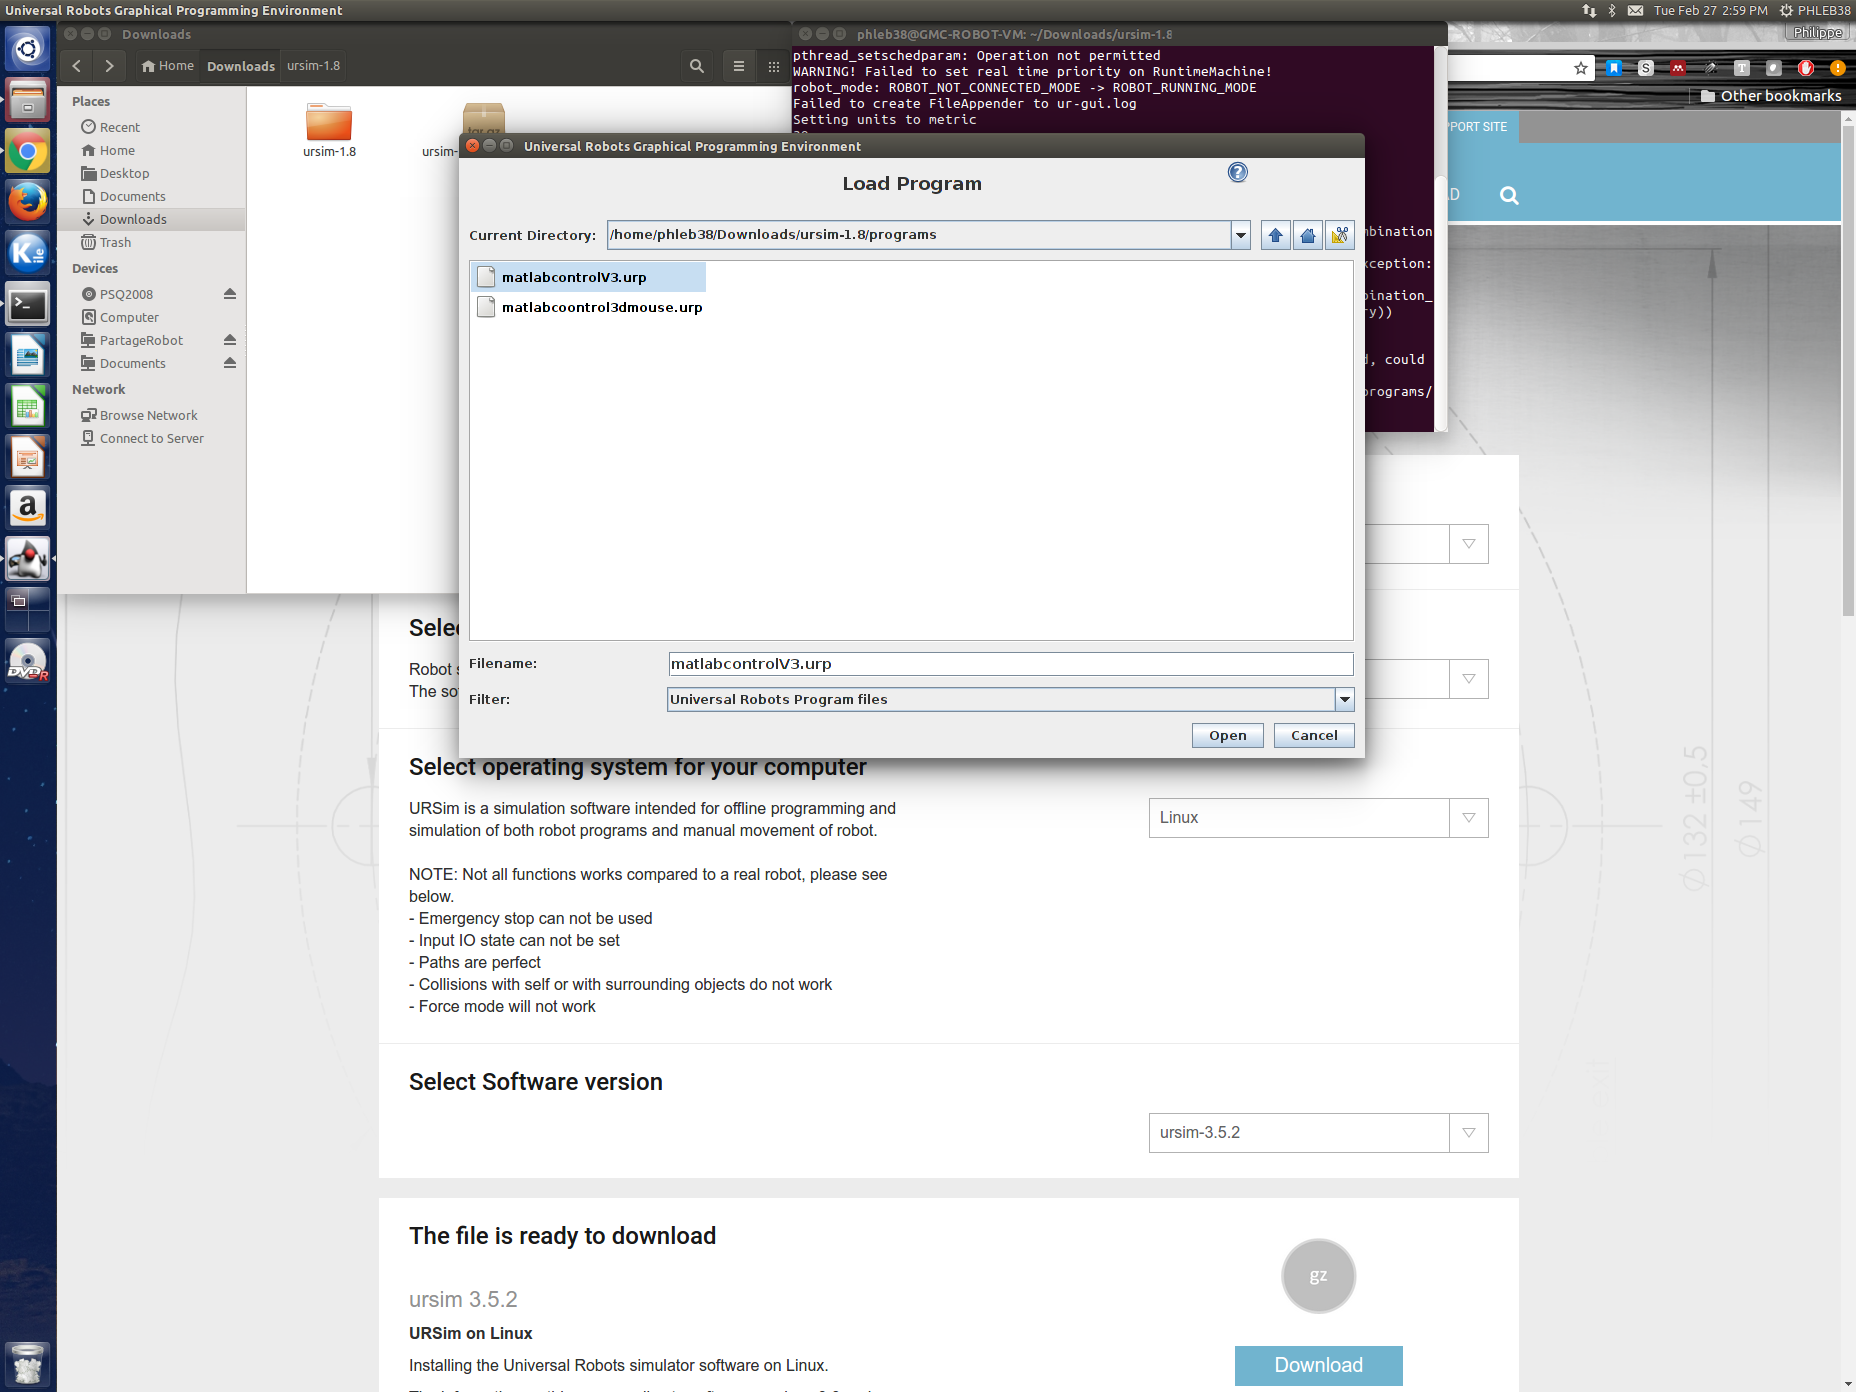 Universal Robots Graphical Programming Environment
Tue Feb 27 2:59 PM
PHLEB38
Downloads
Home
Downloads
ursim-1.8
Places
Recent
Home
Desktop
Documents
Downloads
Trash
Devices
PSQ2008
Computer
PartageRobot
Documents
Network
Browse Network
Connect to Server
ursim-1.8
tar.gz
ursim-
phleb38@GMC-ROBOT-VM: ~/Downloads/ursim-1.8
pthread_setschedparam: Operation not permitted
WARNING! Failed to set real time priority on RuntimeMachine!
robot_mode: ROBOT_NOT_CONNECTED_MODE -> ROBOT_RUNNING_MODE
Failed to create FileAppender to ur-gui.log
Setting units to metric
mbination
xception:
bination_
y))
d, could
programs/
Philippe
Other bookmarks
PPORT SITE
Universal Robots Graphical Programming Environment
Load Program
Current Directory:
/home/phleb38/Downloads/ursim-1.8/programs
matlabcontrolV3.urp
matlabcoontrol3dmouse.urp
Filename:
matlabcontrolV3.urp
Filter:
Universal Robots Program files
Open
Cancel
Sele
Robot s
The so
Select operating system for your computer
URSim is a simulation software intended for offline programming and
simulation of both robot programs and manual movement of robot.
NOTE: Not all functions works compared to a real robot, please see
below.
- Emergency stop can not be used
- Input IO state can not be set
- Paths are perfect
- Collisions with self or with surrounding objects do not work
- Force mode will not work
Linux
Select Software version
ursim-3.5.2
The file is ready to download
gz
ursim 3.5.2
URSim on Linux
Installing the Universal Robots simulator software on Linux.
Download
Ø132 ±0,5
Ø149